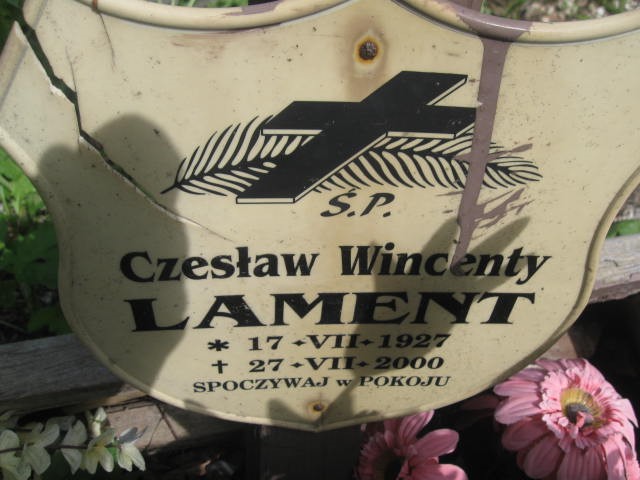 Ś.P.
Czesław Wincenty
LAMENT
* 17 •VII• 1927
† 27 •VII• 2000
SPOCZYWAJ w POKOJU